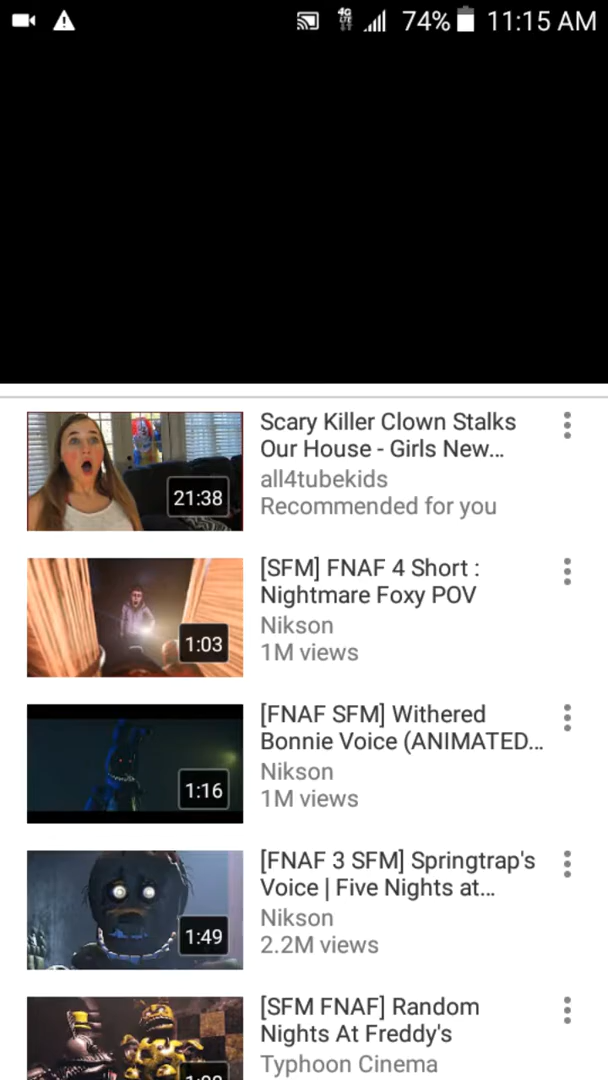 4G LTE 74% 11:15 AM
Scary Killer Clown Stalks
Our House - Girls New...
all4tubekids
Recommended for you
21:38
[SFM] FNAF 4 Short :
Nightmare Foxy POV
Nikson
1M views
1:03
[FNAF SFM] Withered
Bonnie Voice (ANIMATED...
Nikson
1M views
1:16
[FNAF 3 SFM] Springtrap's
Voice | Five Nights at...
Nikson
2.2M views
1:49
[SFM FNAF] Random
Nights At Freddy's
Typhoon Cinema